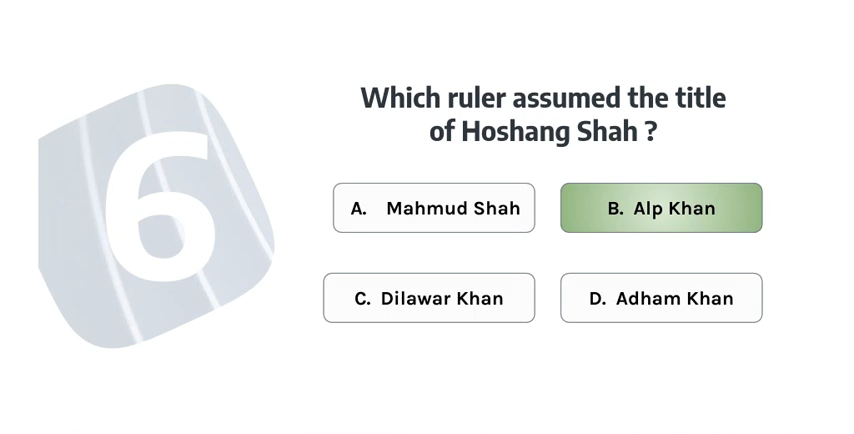 6
Which ruler assumed the title
of Hoshang Shah ?
A. Mahmud Shah
B. Alp Khan
C. Dilawar Khan
D. Adham Khan